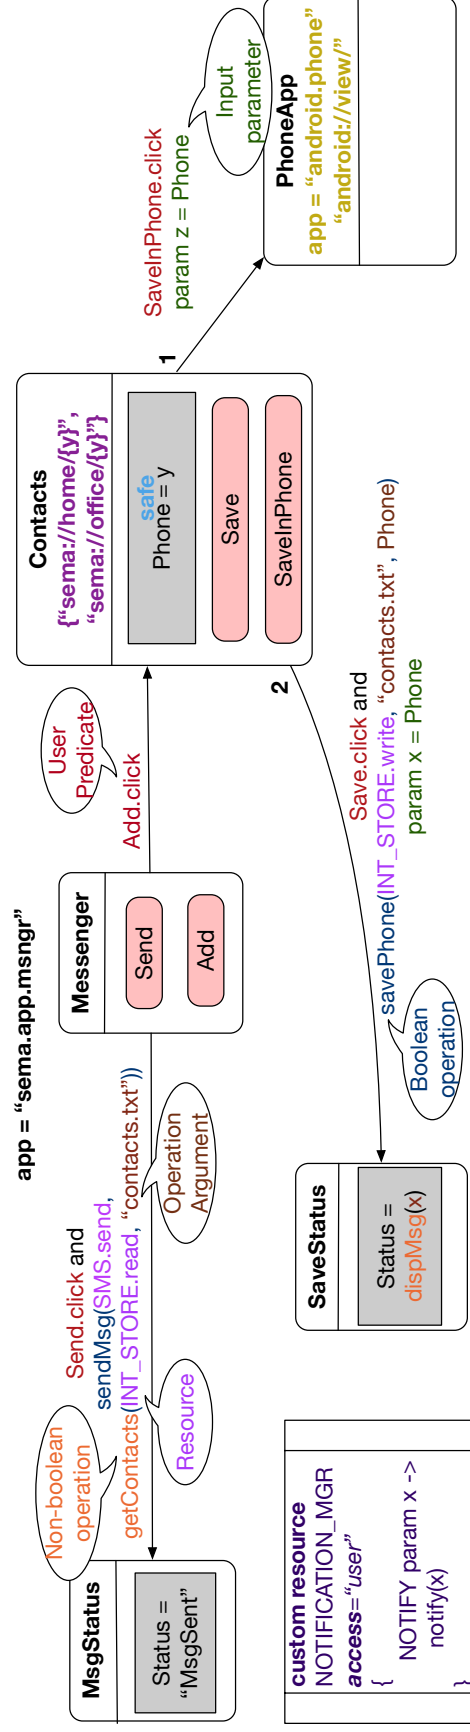 app = “sema.app.msngr”
MsgStatus
Status =
“MsgSent”
Non-boolean
operation
Send.click and
sendMsg(SMS.send,
getContacts(INT_STORE.read, “contacts.txt”))
Resource
Operation
Argument
Messenger
Send
Add
User
Predicate
Add.click
Contacts
{“sema://home/{y}”,
“sema://office/{y}”}
safe
Phone = y
Save
SaveInPhone
1
2
SaveInPhone.click
param z = Phone
Input
parameter
PhoneApp
app = “android.phone”
“android://view/”
custom resource
NOTIFICATION_MGR
access=“user”
{
NOTIFY param x ->
notify(x)
}
SaveStatus
Status =
dispMsg(x)
Boolean
operation
Save.click and
savePhone(INT_STORE.write, “contacts.txt”, Phone)
param x = Phone